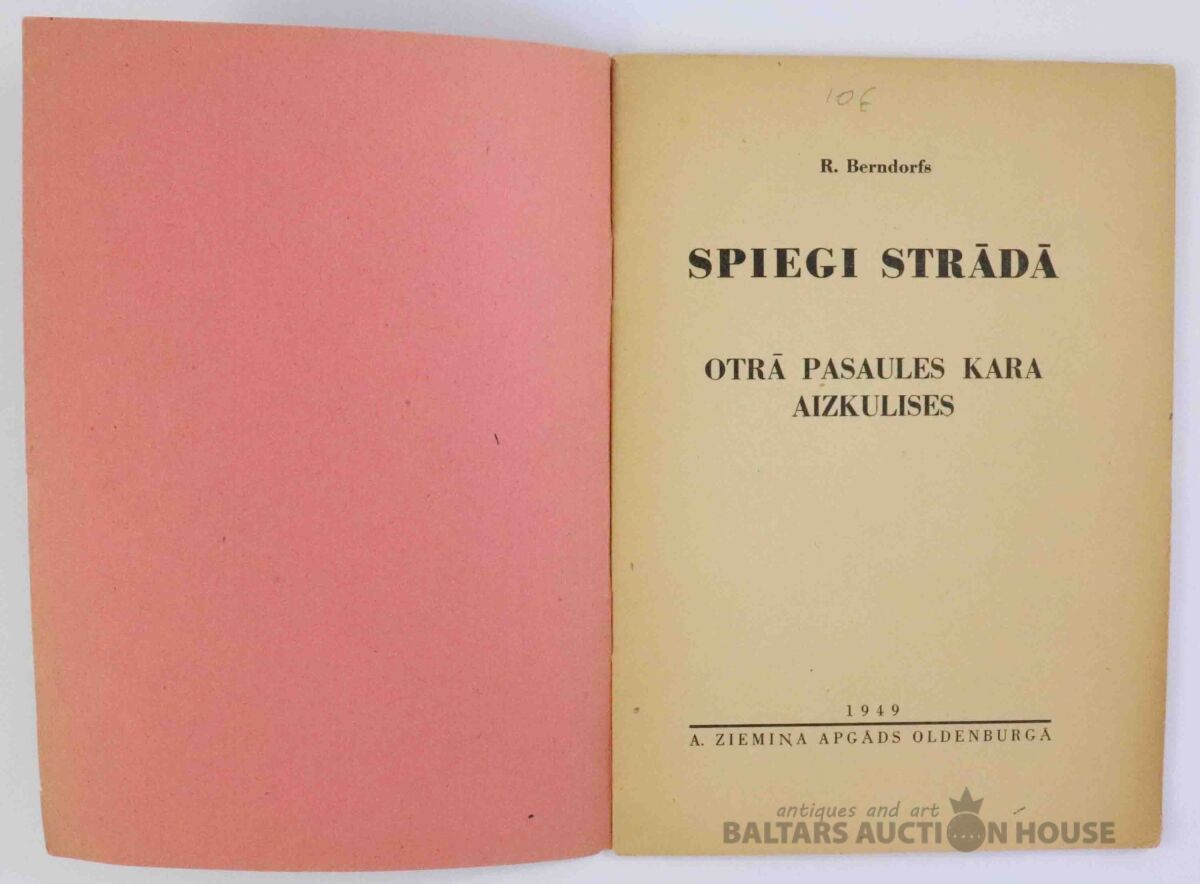 10€
R. Berndorfs
SPIEGI STRĀDĀ
OTRĀ PASAULES KARA
AIZKULISES
1949
A. ZIEMIŅA APGĀDS OLDENBURGĀ
antiques and art
BALTARS AUCTION HOUSE